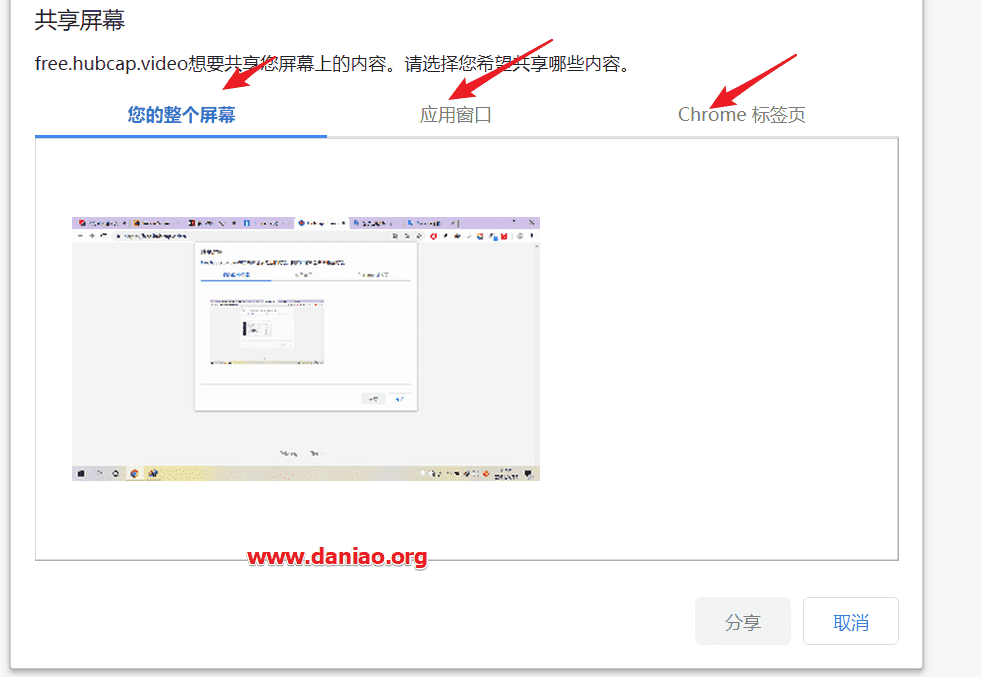 共享屏幕
free.hubcap.video想要共享您屏幕上的内容。请选择您希望共享哪些内容。
您的整个屏幕
应用窗口
Chrome 标签页
www.daniao.org
分享
取消